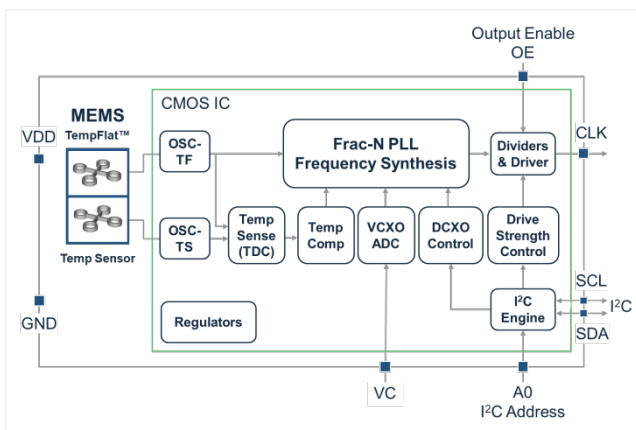 Output Enable
OE
CMOS IC
MEMS
TempFlat™
VDD
OSC-
TF
Frac-N PLL
Frequency Synthesis
Dividers
& Driver
CLK
Temp Sensor
OSC-
TS
Temp
Sense
(TDC)
Temp
Comp
VCXO
ADC
DCXO
Control
Drive
Strength
Control
SCL
I²C
SDA
I²C
Engine
GND
Regulators
VC
A0
I²C Address